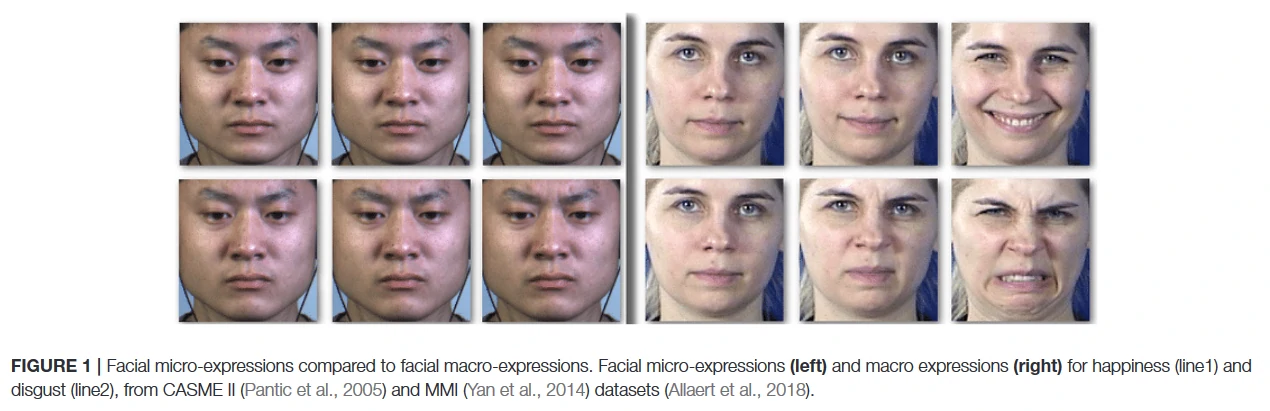 FIGURE 1 | Facial micro-expressions compared to facial macro-expressions. Facial micro-expressions (left) and macro expressions (right) for happiness (line1) and
disgust (line2), from CASME II (Pantic et al., 2005) and MMI (Yan et al., 2014) datasets (Allaert et al., 2018).